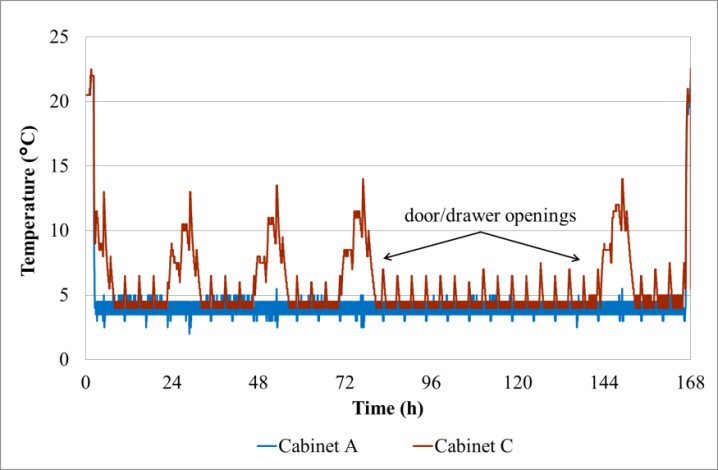 25
20
15
10
5
0
Temperature (°C)
door/drawer openings
0 24 48 72 96 120 144 168
Time (h)
Cabinet A Cabinet C